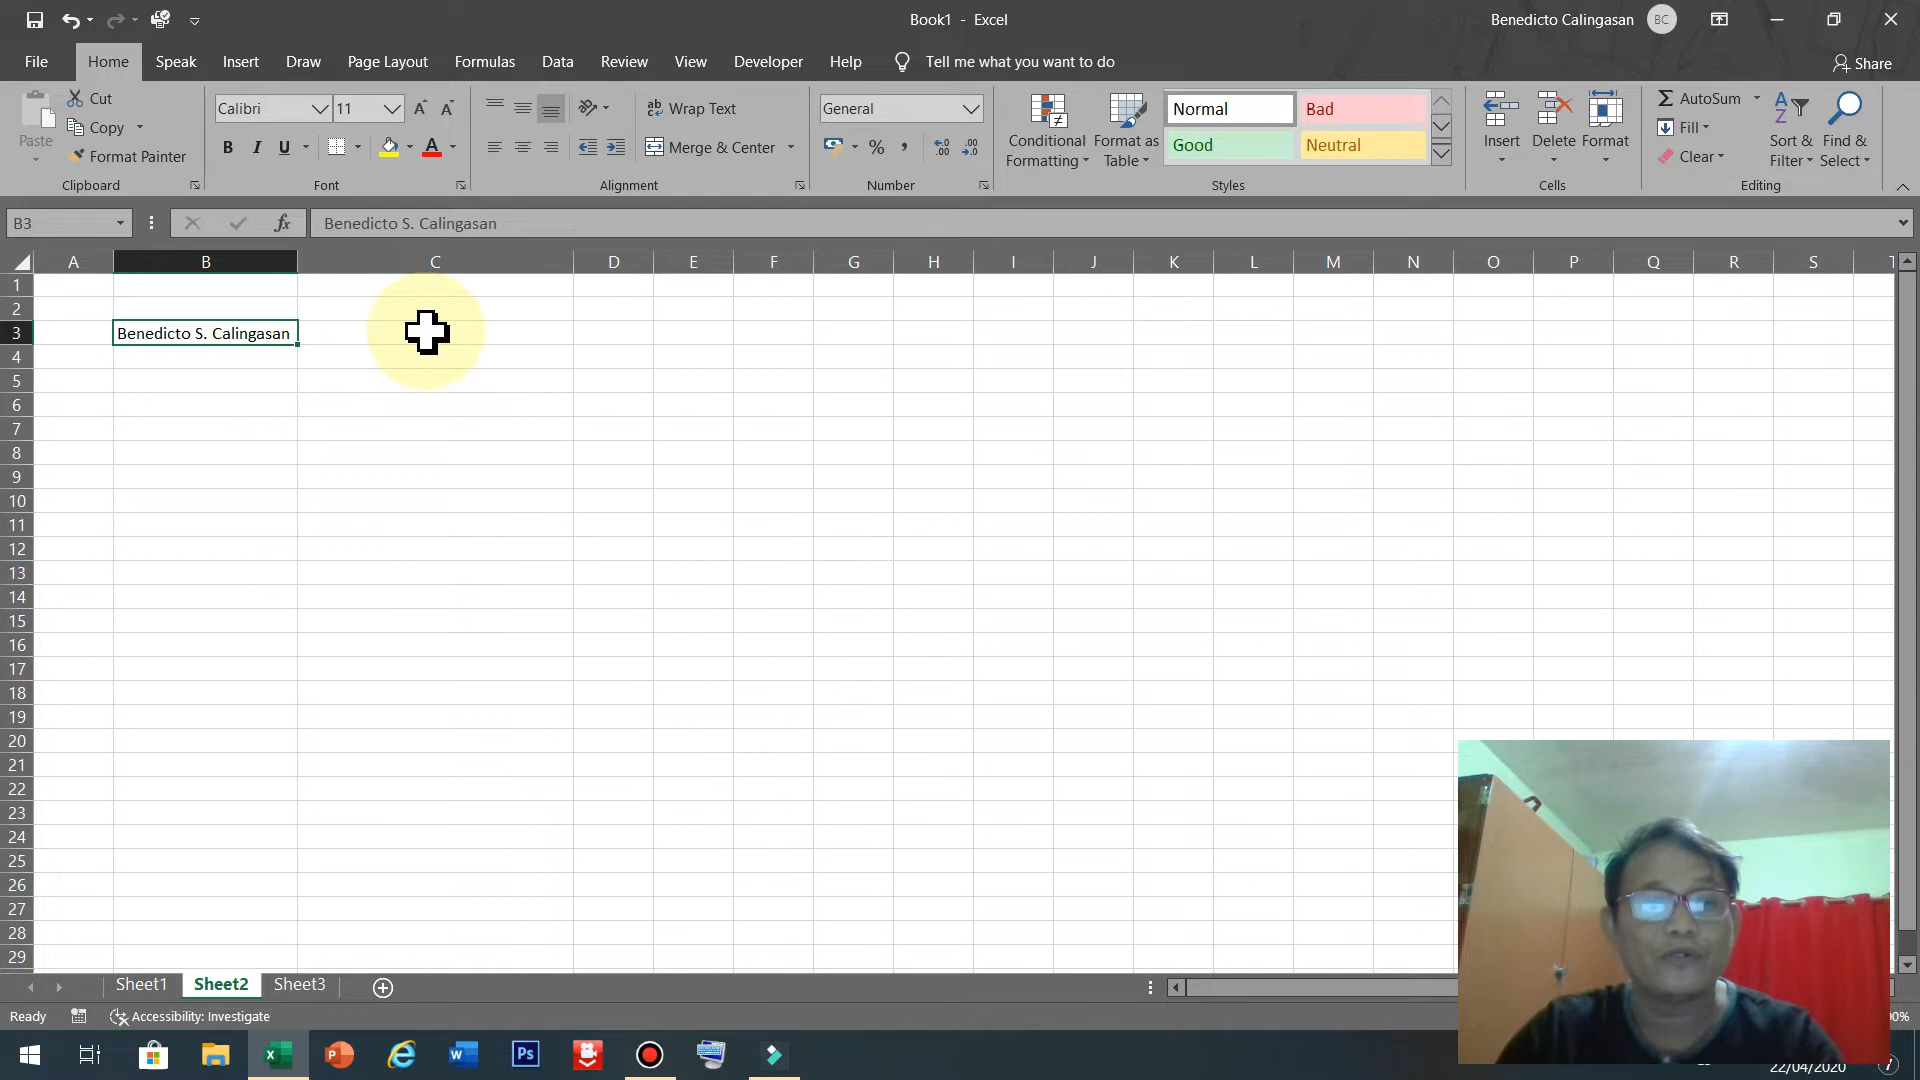 Book1 - Excel
Benedicto Calingasan BC
File Home Speak Insert Draw Page Layout Formulas Data Review View Developer Help Tell me what you want to do Share
Paste
Cut
Copy
Format Painter
Clipboard
Calibri 11
B I U A
Font
Wrap Text
Merge & Center
Alignment
General
% ,
Number
Conditional Formatting
Format as Table
Normal Bad
Good Neutral
Styles
Insert Delete Format
Cells
AutoSum
Fill
Clear
Sort & Filter
Find & Select
Editing
B3 fx Benedicto S. Calingasan
A B C D E F G H I J K L M N O P Q R S T
1
2
3 Benedicto S. Calingasan
4
5
6
7
8
9
10
11
12
13
14
15
16
17
18
19
20
21
22
23
24
25
26
27
28
29
Sheet1 Sheet2 Sheet3
Ready Accessibility: Investigate
Ps
22/04/2020